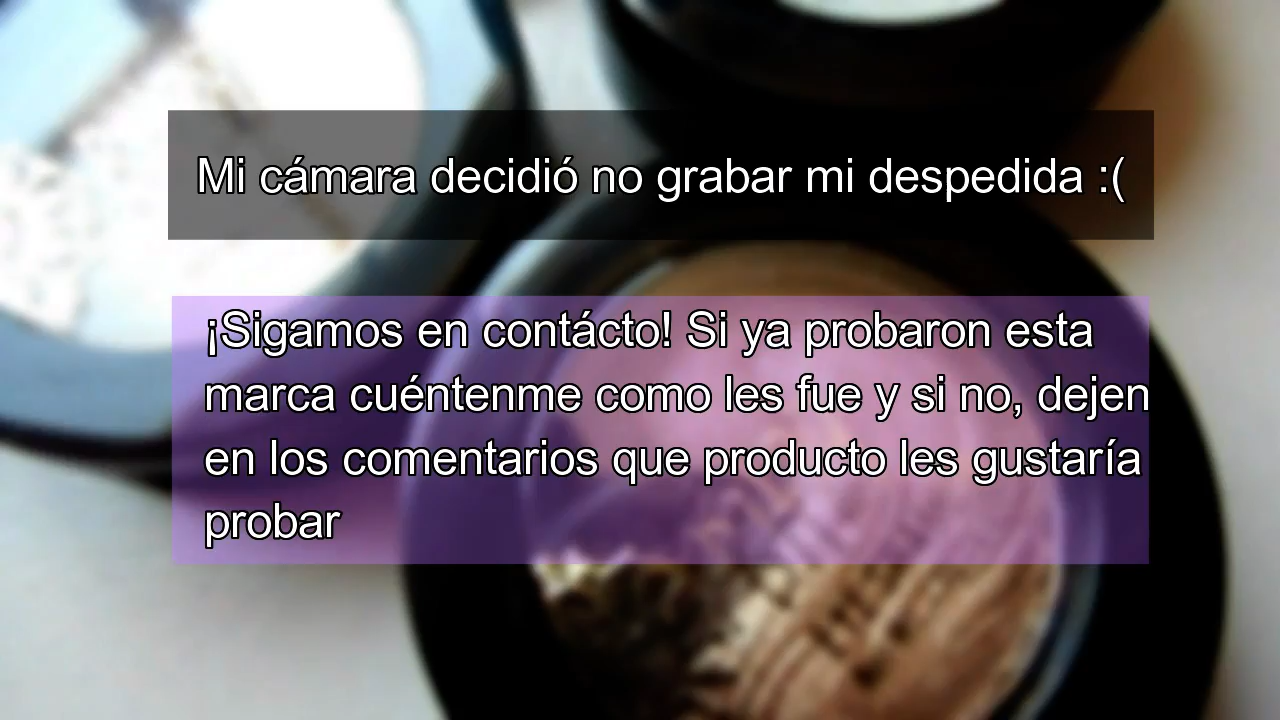 Mi cámara decidió no grabar mi despedida :(
¡Sigamos en contácto! Si ya probaron esta
marca cuéntenme como les fue y si no, dejen
en los comentarios que producto les gustaría
probar